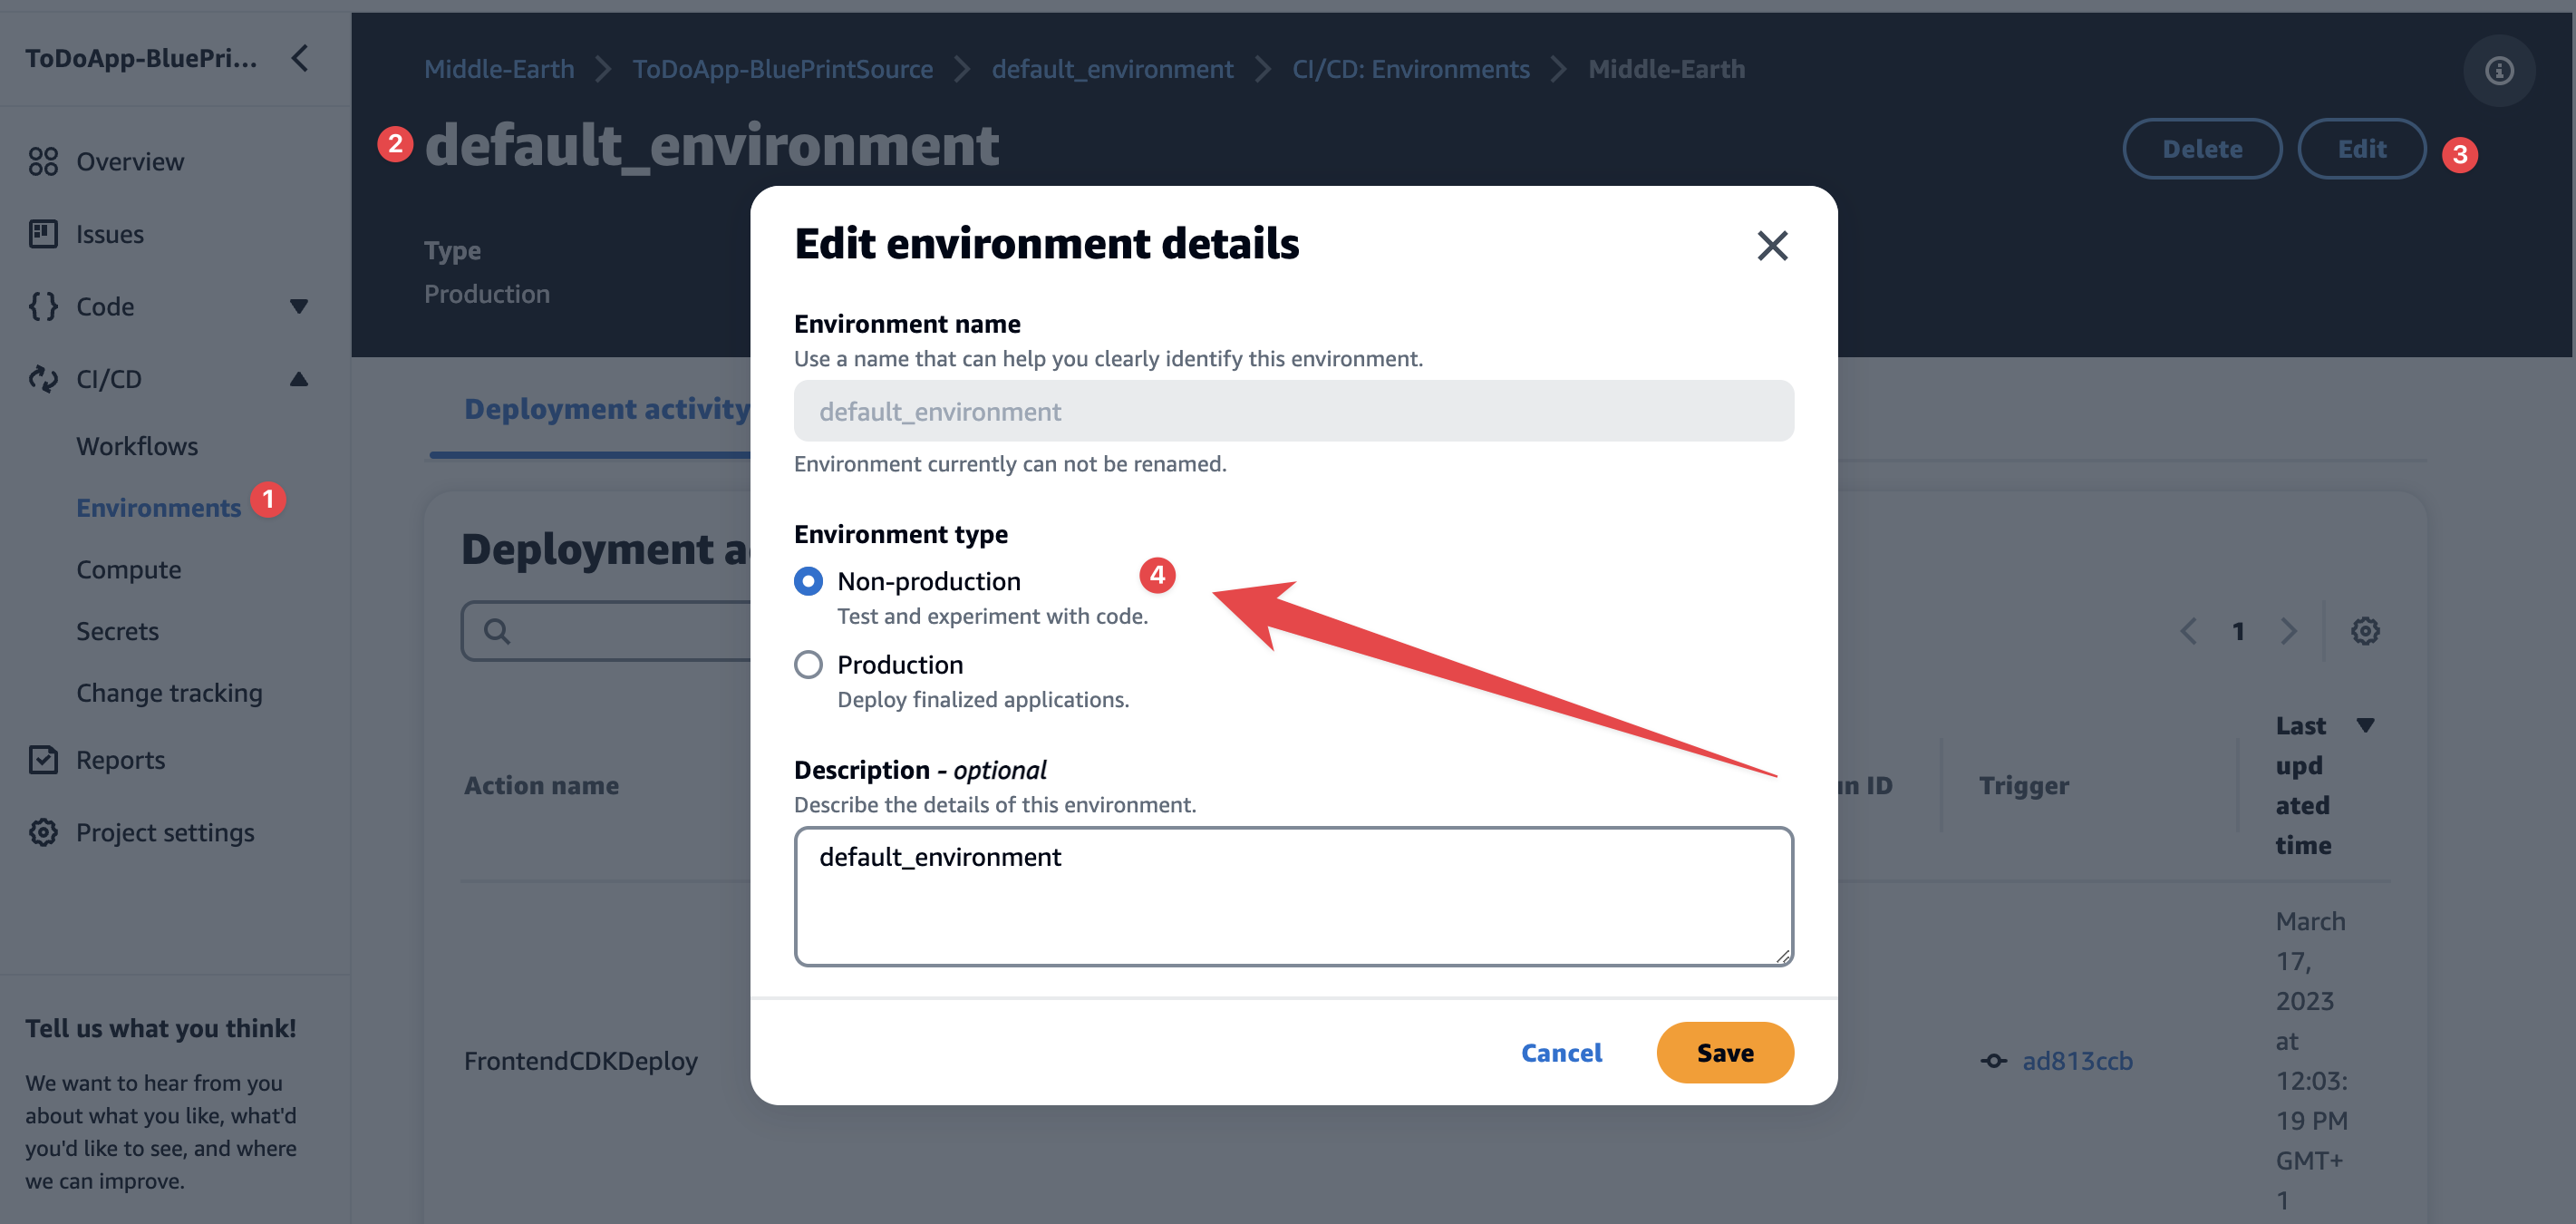 ToDoApp-BluePri...
Overview
Issues
Code
CI/CD
Workflows
Environments 1
Compute
Secrets
Change tracking
Reports
Project settings
Tell us what you think!
We want to hear from you
about what you like, what'd
you'd like to see, and where
we can improve.
Middle-Earth > ToDoApp-BluePrintSource > default_environment > CI/CD: Environments > Middle-Earth
2 default_environment
Delete
Edit
3
Type
Production
Deployment activity
Deployment a
1
Action name
un ID
Trigger
Last
upd
ated
time
FrontendCDKDeploy
ad813ccb
March
17,
2023
at
12:03:
19 PM
GMT+
1
Edit environment details
Environment name
Use a name that can help you clearly identify this environment.
default_environment
Environment currently can not be renamed.
Environment type
Non-production 4
Test and experiment with code.
Production
Deploy finalized applications.
Description - optional
Describe the details of this environment.
default_environment
Cancel
Save